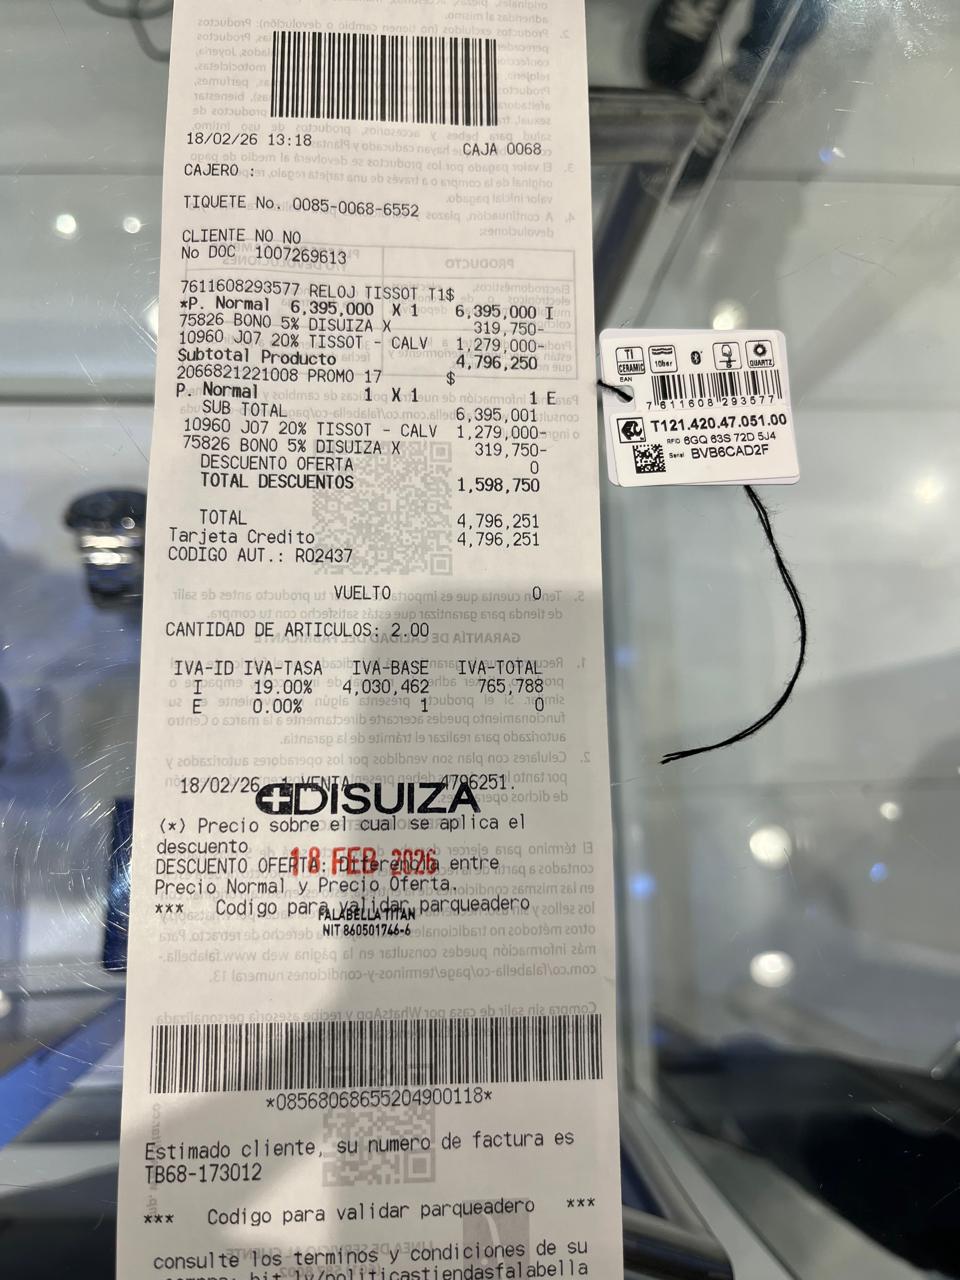 18/02/26 13:18 CAJA 0068
CAJERO :
TIQUETE No. 0085-0068-6552
CLIENTE NO NO
No DOC 1007269613
7611608293577 RELOJ TISSOT T1$
*P. Normal 6,395,000 X 1 6,395,000 I
75826 BONO 5% DISUIZA X 319,750-
10960 J07 20% TISSOT - CALV 1,279,000-
Subtotal Producto 4,796,250
2066821221008 PROMO 17 $
P. Normal 1 X 1 1 E
SUB TOTAL 6,395,001
10960 J07 20% TISSOT - CALV 1,279,000-
75826 BONO 5% DISUIZA X 319,750-
DESCUENTO OFERTA 0
TOTAL DESCUENTOS 1,598,750
TOTAL 4,796,251
Tarjeta Credito 4,796,251
CODIGO AUT.: RO2437
VUELTO 0
CANTIDAD DE ARTICULOS: 2.00
IVA-ID IVA-TASA IVA-BASE IVA-TOTAL
I 19.00% 4,030,462 765,788
E 0.00% 1 0
18/02/26 1 VENTA 4796251.
DISUIZA
(*) Precio sobre el cual se aplica el
descuento
18 FEB 2026
DESCUENTO OFERTA: Diferencia entre
Precio Normal y Precio Oferta.
*** Codigo para validar parqueadero
FALABELLA TITAN
NIT 860501746-6
*08568068655204900118*
Estimado cliente, su numero de factura es
TB68-173012
*** Codigo para validar parqueadero ***
consulte los terminos y condiciones de su
compra: bit.ly/politicastiendasfalabella
TI
CERAMIC
10bar
QUARTZ
EAN
7 611608 293577
T121.420.47.051.00
RFID 6GQ 63S 72D 5J4
Serial BVB6CAD2F